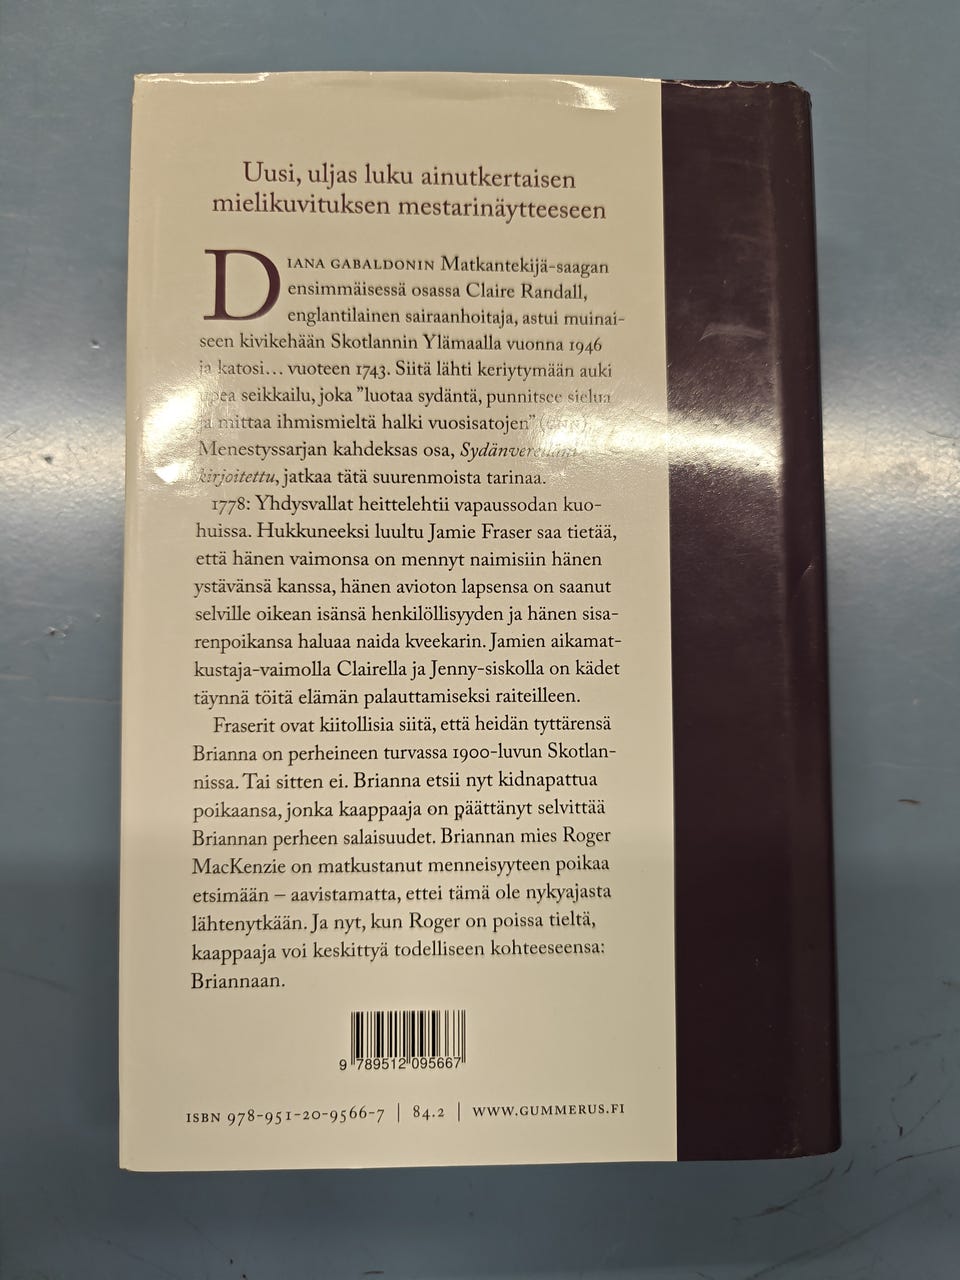 Uusi, uljas luku ainutkertaisen
mielikuvituksen mestarinäytteeseen
DIANA GABALDONIN Matkantekijä-saagan
ensimmäisessä osassa Claire Randall,
englantilainen sairaanhoitaja, astui muinai-
seen kivikehään Skotlannin Ylämaalla vuonna 1946
ja katosi... vuoteen 1743. Siitä lähti keriytymään auki
upea seikkailu, joka "luotaa sydäntä, punnitsee sielua
ja mittaa ihmismieltä halki vuosisatojen" (CNN).
Menestyssarjan kahdeksas osa, Sydänverelläni
kirjoitettu, jatkaa tätä suurenmoista tarinaa.
1778: Yhdysvallat heittelehtii vapaussodan kuo-
huissa. Hukkuneeksi luultu Jamie Fraser saa tietää,
että hänen vaimonsa on mennyt naimisiin hänen
ystävänsä kanssa, hänen avioton lapsensa on saanut
selville oikean isänsä henkilöllisyyden ja hänen sisa-
renpoikansa haluaa naida kveekarin. Jamien aikamat-
kustaja-vaimolla Clairella ja Jenny-siskolla on kädet
täynnä töitä elämän palauttamiseksi raiteilleen.
Fraserit ovat kiitollisia siitä, että heidän tyttärensä
Brianna on perheineen turvassa 1900-luvun Skotlan-
nissa. Tai sitten ei. Brianna etsii nyt kidnapattua
poikaansa, jonka kaappaaja on päättänyt selvittää
Briannan perheen salaisuudet. Briannan mies Roger
MacKenzie on matkustanut menneisyyteen poikaa
etsimään – aavistamatta, ettei tämä ole nykyajasta
lähtenytkään. Ja nyt, kun Roger on poissa tieltä,
kaappaaja voi keskittyä todelliseen kohteeseensa:
Briannaan.
9 789512 095667
ISBN 978-951-20-9566-7 | 84.2 | WWW.GUMMERUS.FI